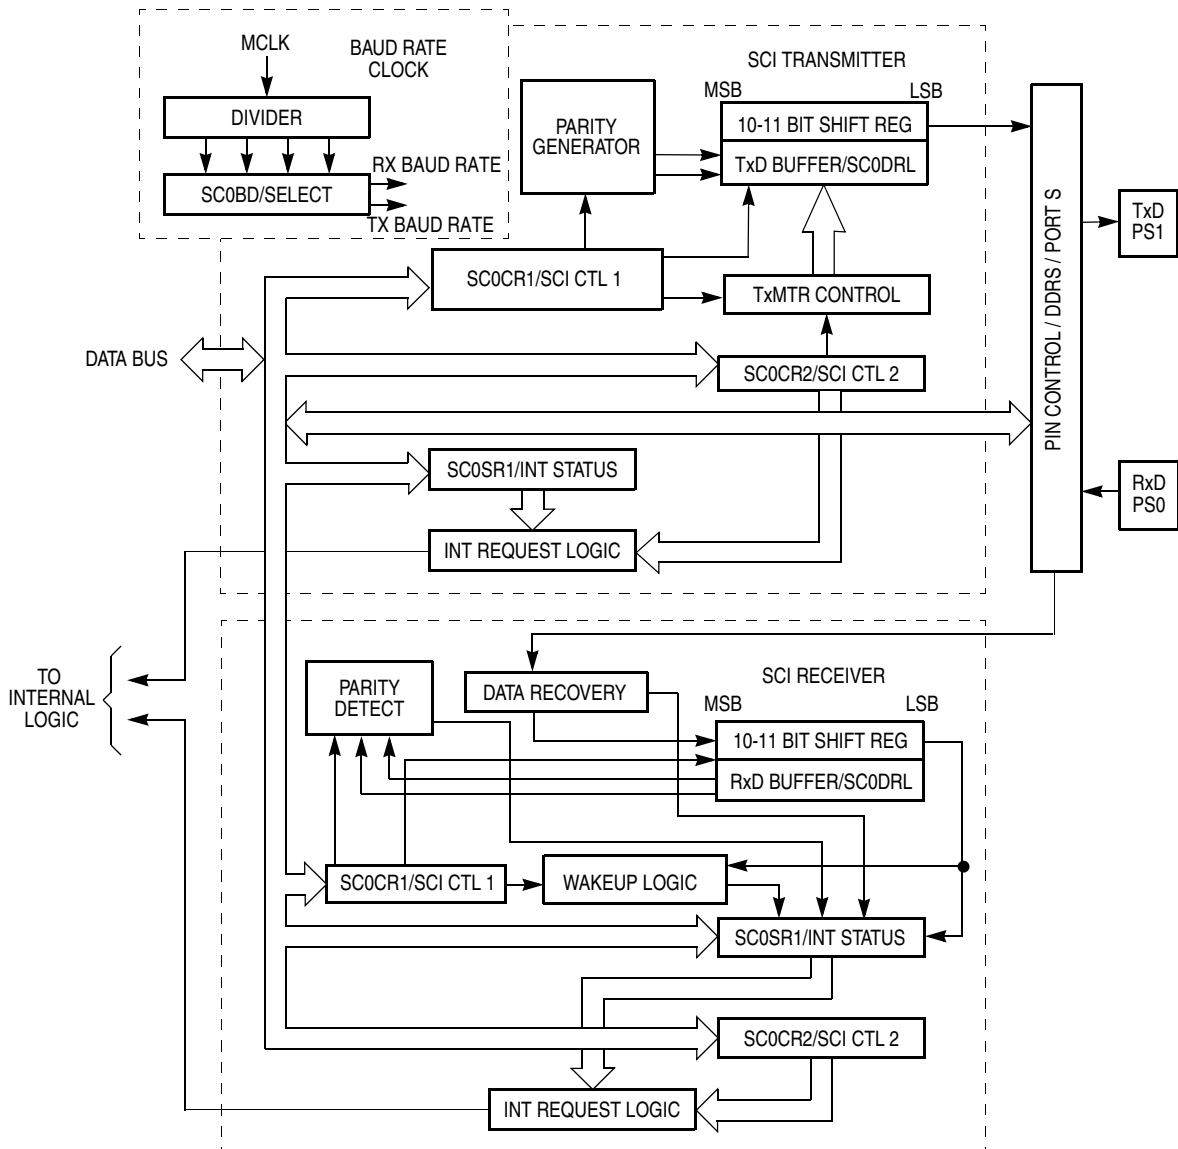 MCLK
BAUD RATE
CLOCK
DIVIDER
SC0BD/SELECT
RX BAUD RATE
TX BAUD RATE
SCI TRANSMITTER
MSB
LSB
PARITY
GENERATOR
10-11 BIT SHIFT REG
TxD BUFFER/SC0DRL
SC0CR1/SCI CTL 1
TxMTR CONTROL
DATA BUS
SC0CR2/SCI CTL 2
SC0SR1/INT STATUS
INT REQUEST LOGIC
PIN CONTROL / DDRS / PORT S
TxD
PS1
RxD
PS0
TO
INTERNAL
LOGIC
SCI RECEIVER
PARITY
DETECT
DATA RECOVERY
MSB
LSB
10-11 BIT SHIFT REG
RxD BUFFER/SC0DRL
SC0CR1/SCI CTL 1
WAKEUP LOGIC
SC0SR1/INT STATUS
SC0CR2/SCI CTL 2
INT REQUEST LOGIC